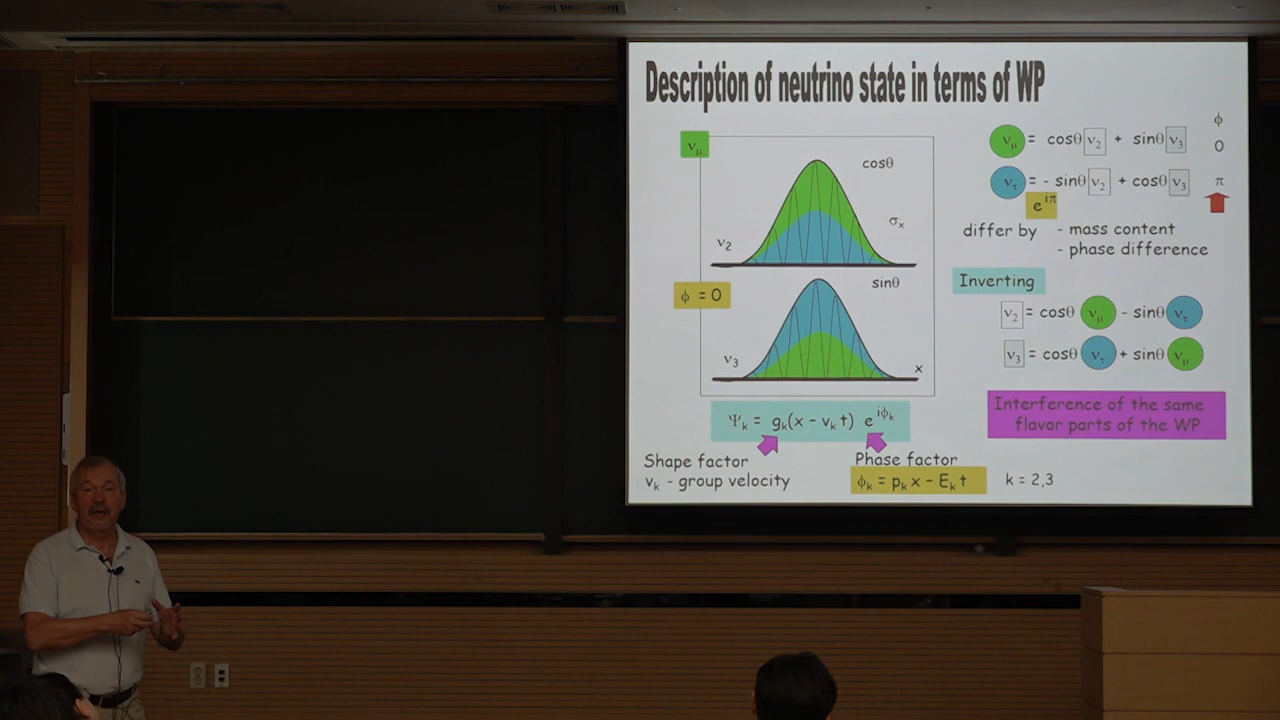 Description of neutrino state in terms of WP
νμ
cosθ
σx
ν2
ϕ = 0
sinθ
ν3
x
Ψk = gk(x – vk t) e^iϕk
Shape factor
vk - group velocity
Phase factor
ϕk = pk x – Ek t
k = 2,3
ϕ
νμ = cosθ ν2 + sinθ ν3 0
ντ = - sinθ ν2 + cosθ ν3 π
e^iπ
differ by - mass content
- phase difference
Inverting
ν2 = cosθ νμ - sinθ ντ
ν3 = cosθ ντ + sinθ νμ
Interference of the same
flavor parts of the WP